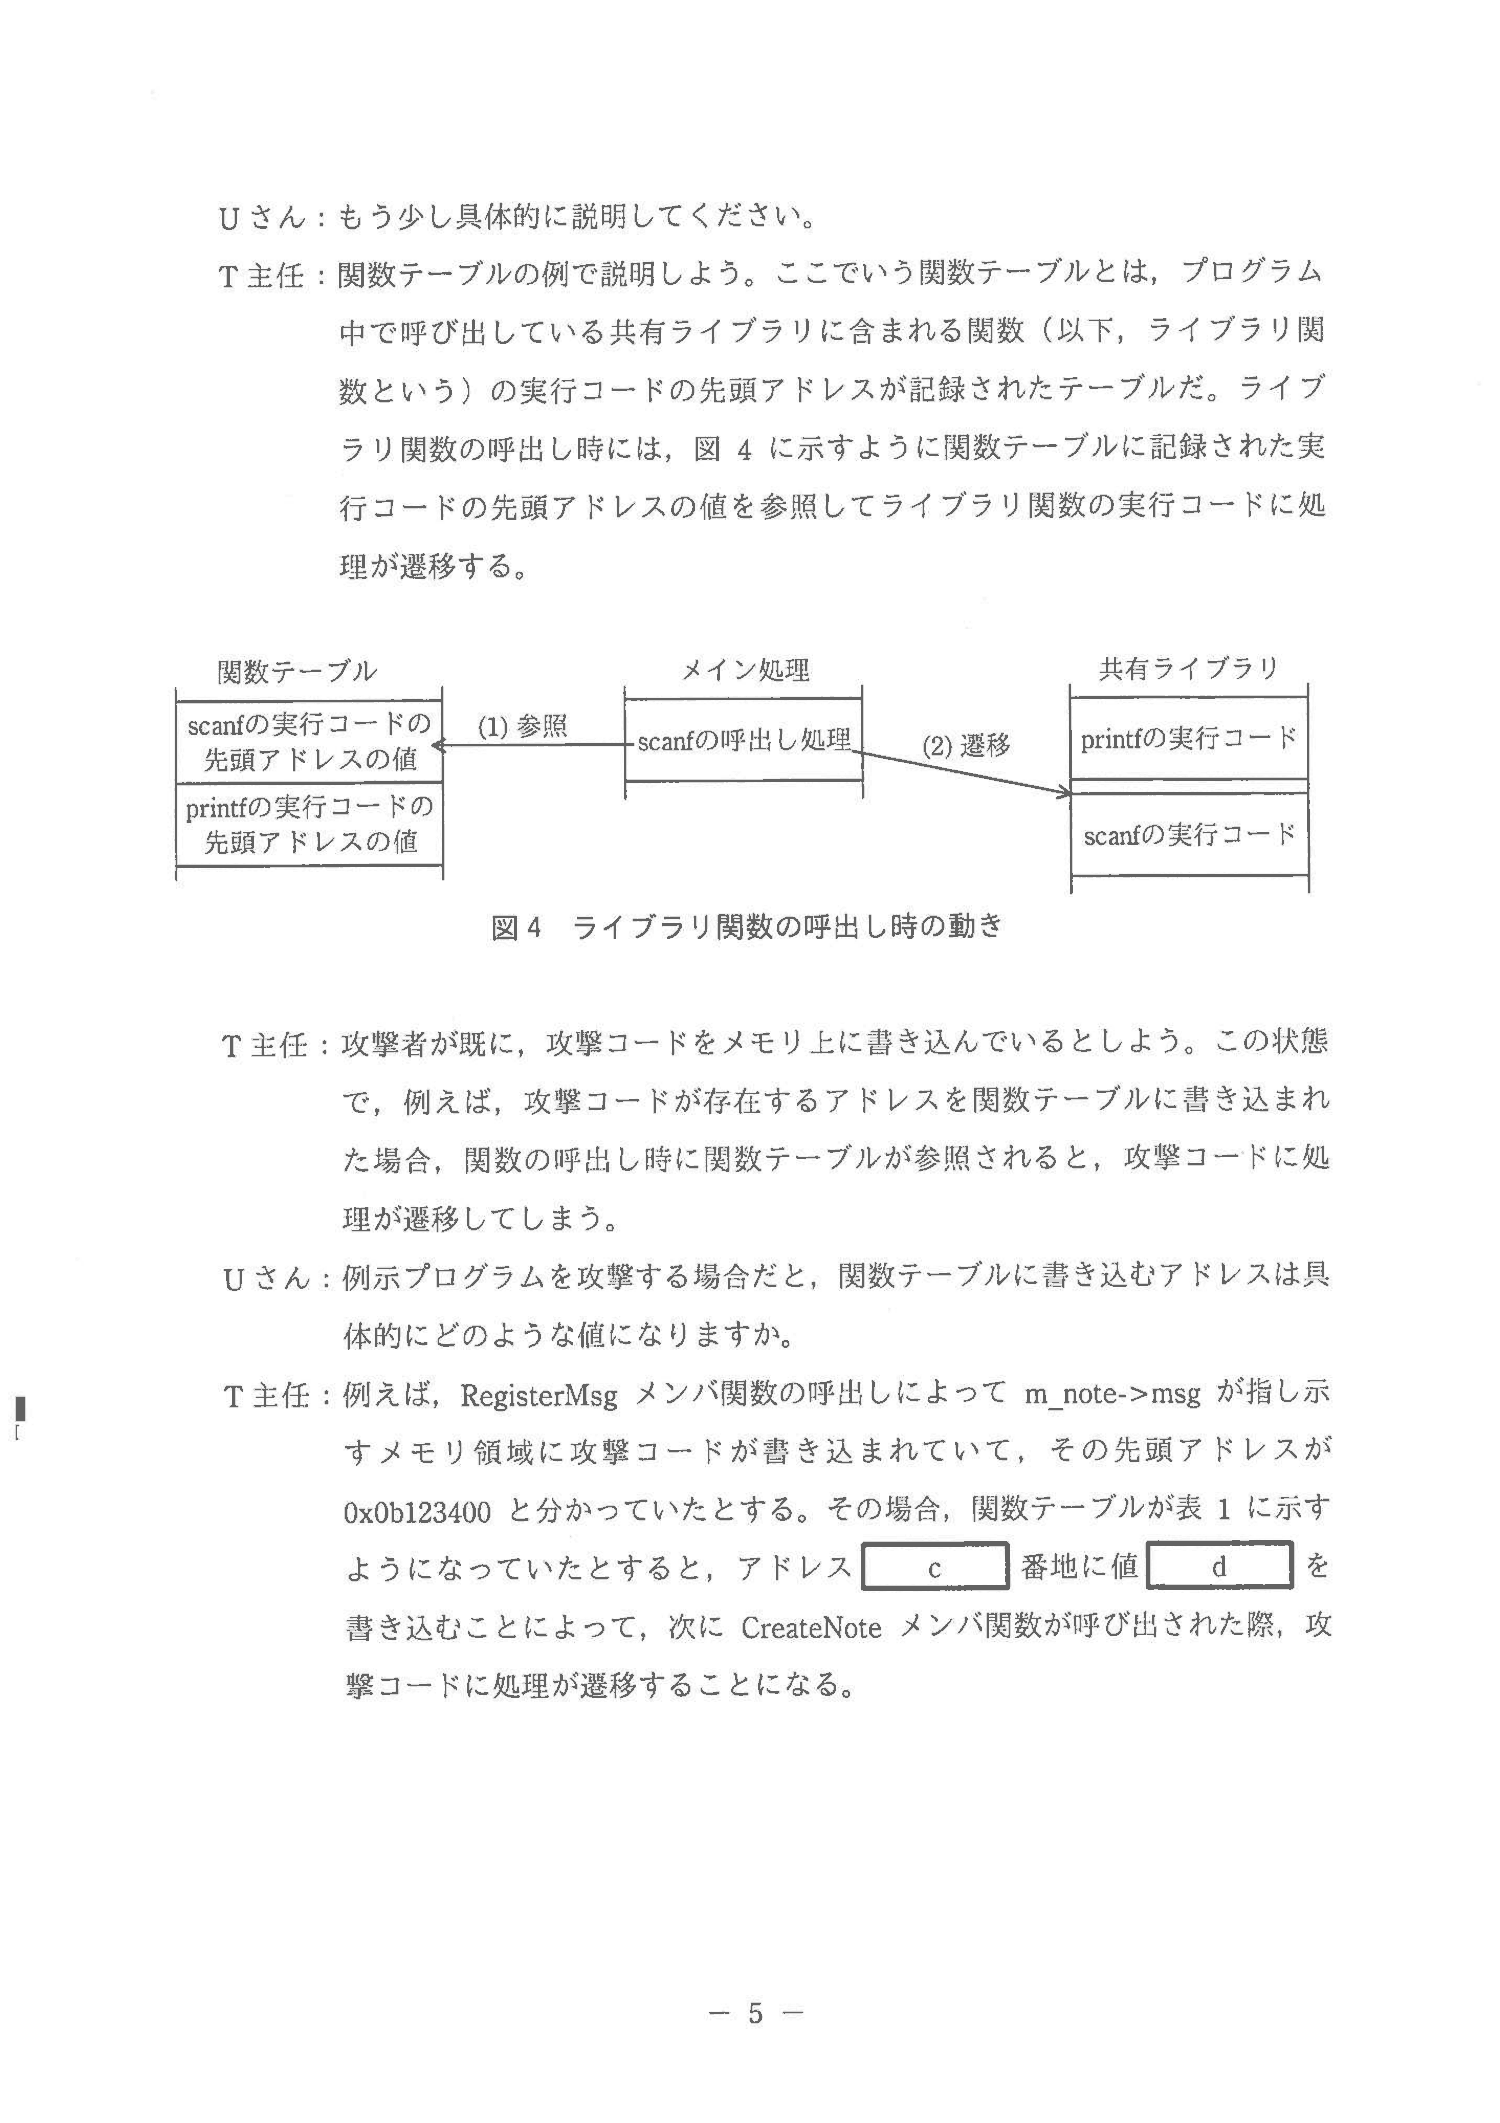 Uさん：もう少し具体的に説明してください。
T主任：関数テーブルの例で説明しよう。ここでいう関数テーブルとは，プログラム
中で呼び出している共有ライブラリに含まれる関数（以下，ライブラリ関
数という）の実行コードの先頭アドレスが記録されたテーブルだ。ライブ
ラリ関数の呼出し時には，図 4 に示すように関数テーブルに記録された実
行コードの先頭アドレスの値を参照してライブラリ関数の実行コードに処
理が遷移する。
関数テーブル
scanfの実行コードの
先頭アドレスの値
printfの実行コードの
先頭アドレスの値
(1) 参照
メイン処理
scanfの呼出し処理
(2) 遷移
共有ライブラリ
printfの実行コード
scanfの実行コード
図4　ライブラリ関数の呼出し時の動き
T主任：攻撃者が既に，攻撃コードをメモリ上に書き込んでいるとしよう。この状態
で，例えば，攻撃コードが存在するアドレスを関数テーブルに書き込まれ
た場合，関数の呼出し時に関数テーブルが参照されると，攻撃コードに処
理が遷移してしまう。
Uさん：例示プログラムを攻撃する場合だと，関数テーブルに書き込むアドレスは具
体的にどのような値になりますか。
T主任：例えば，RegisterMsg メンバ関数の呼出しによって m_note->msg が指し示
すメモリ領域に攻撃コードが書き込まれていて，その先頭アドレスが
0x0b123400 と分かっていたとする。その場合，関数テーブルが表 1 に示す
ようになっていたとすると，アドレス c 番地に値 d を
書き込むことによって，次に CreateNote メンバ関数が呼び出された際，攻
撃コードに処理が遷移することになる。
－ 5 －